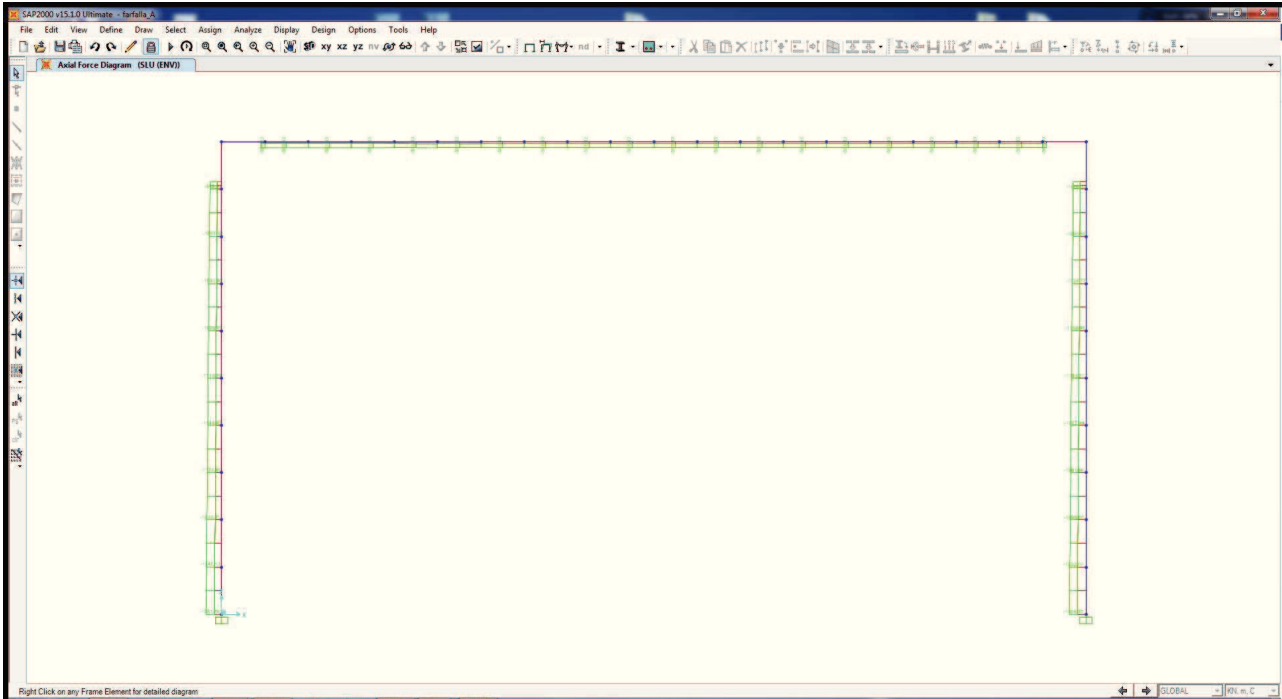 SAP2000 v15.1.0 Ultimate - farfalla_A
File Edit View Define Draw Select Assign Analyze Display Design Options Tools Help
xy xz yz nv nd
Axial Force Diagram (SLU (ENV))
X
Right Click on any Frame Element for detailed diagram
GLOBAL
KN, m, C